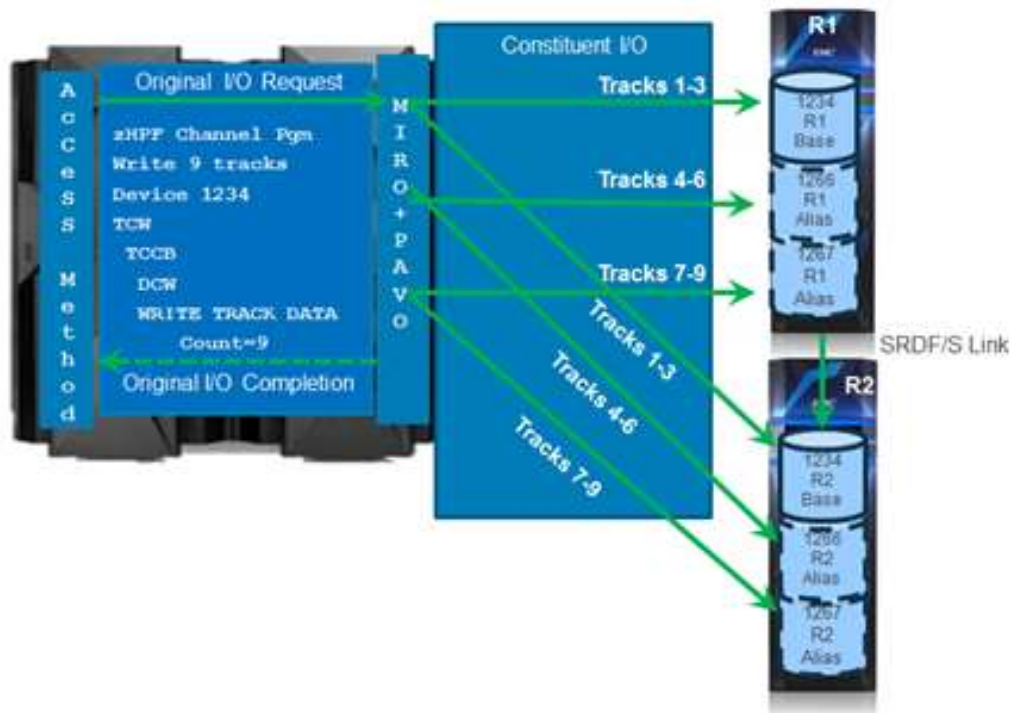 Constituent I/O
R1
Original I/O Request
Access Method
MIRO+PAVO
zHPF Channel Pgm
Write 9 tracks
Device 1234
TCW
TCCB
DCW
WRITE TRACK DATA
Count=9
Original I/O Completion
Tracks 1-3
Tracks 4-6
Tracks 7-9
Tracks 1-3
Tracks 4-6
Tracks 7-9
1234
R1
Base
1266
R1
Alias
1267
R1
Alias
SRDF/S Link
R2
1234
R2
Base
1266
R2
Alias
1267
R2
Alias